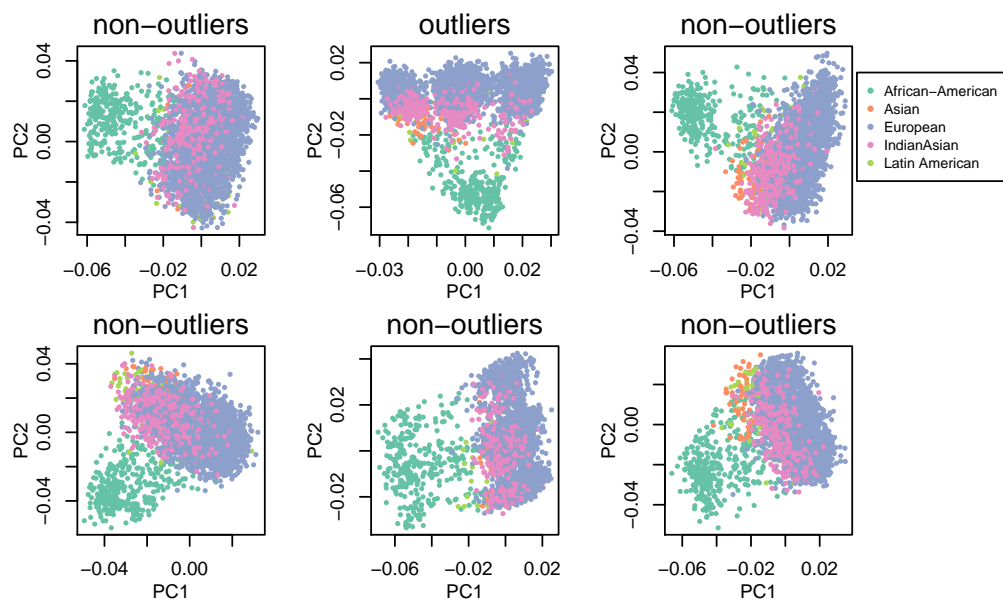 non−outliers
PC2
0.04
0.00
−0.04
−0.06
−0.02
0.02
PC1
outliers
PC2
0.02
−0.02
−0.06
−0.03
0.00
0.02
PC1
non−outliers
PC2
0.04
0.00
−0.04
−0.06
−0.02
0.02
PC1
African−American
Asian
European
IndianAsian
Latin American
non−outliers
PC2
0.04
0.00
−0.04
−0.04
0.00
PC1
non−outliers
PC2
0.02
−0.02
−0.06
−0.02
0.02
PC1
non−outliers
PC2
0.04
0.00
−0.04
−0.06
−0.02
0.02
PC1